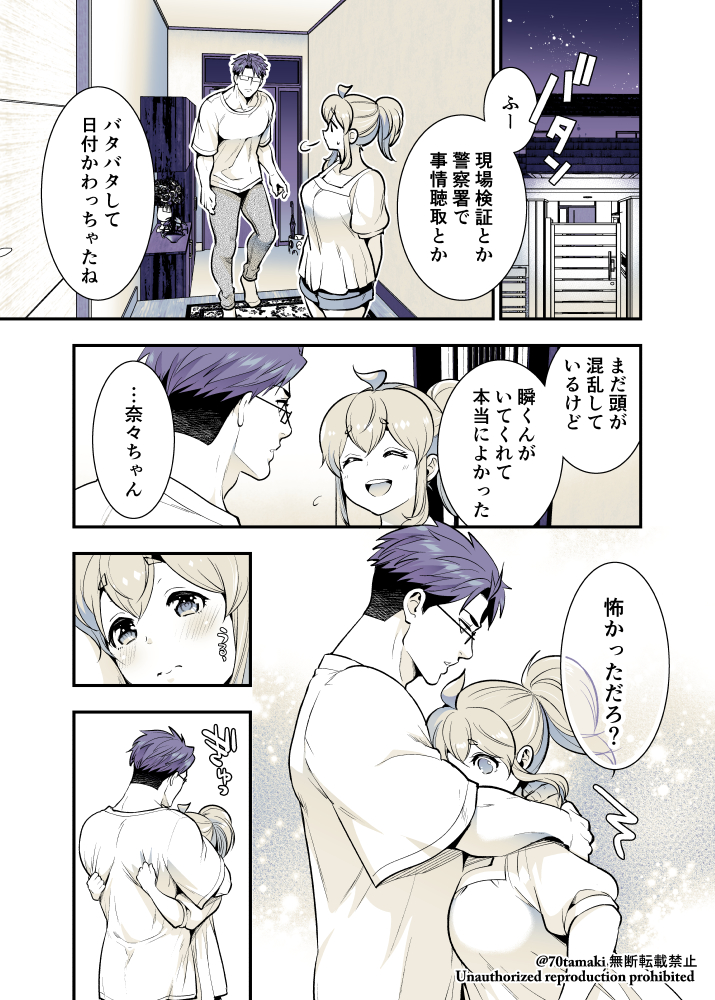 バタン
ふー
現場検証とか
警察署で
事情聴取とか
バタバタして
日付かわっちゃたね
まだ頭が
混乱して
いるけど
瞬くんが
いてくれて
本当によかった
…奈々ちゃん
怖かっただろ?
うる
ぎゅっ
@70tamaki 無断転載禁止
Unauthorized reproduction prohibited